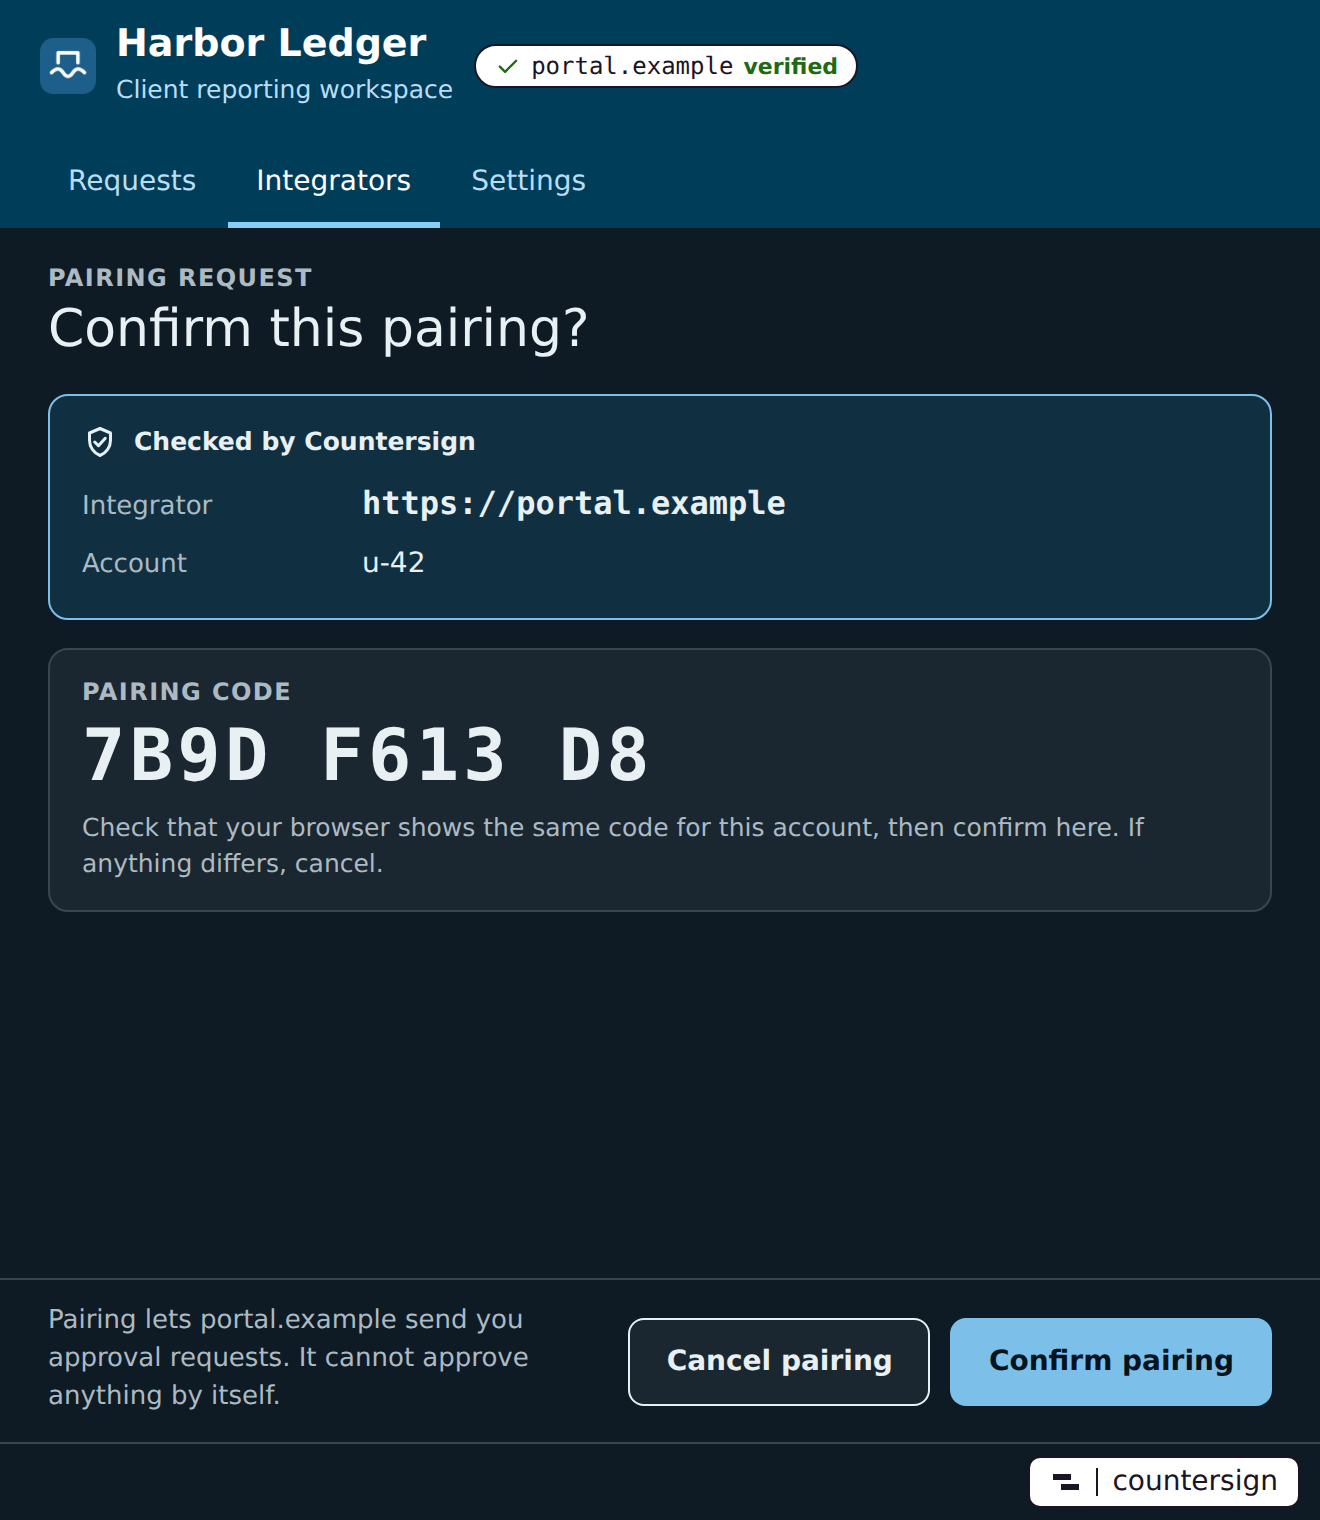 Harbor Ledger
Client reporting workspace
portal.example verified
Requests Integrators Settings
PAIRING REQUEST
Confirm this pairing?
Checked by Countersign
Integrator https://portal.example
Account u-42
PAIRING CODE
7B9D F613 D8
Check that your browser shows the same code for this account, then confirm here. If
anything differs, cancel.
Pairing lets portal.example send you
approval requests. It cannot approve
anything by itself.
Cancel pairing Confirm pairing
countersign